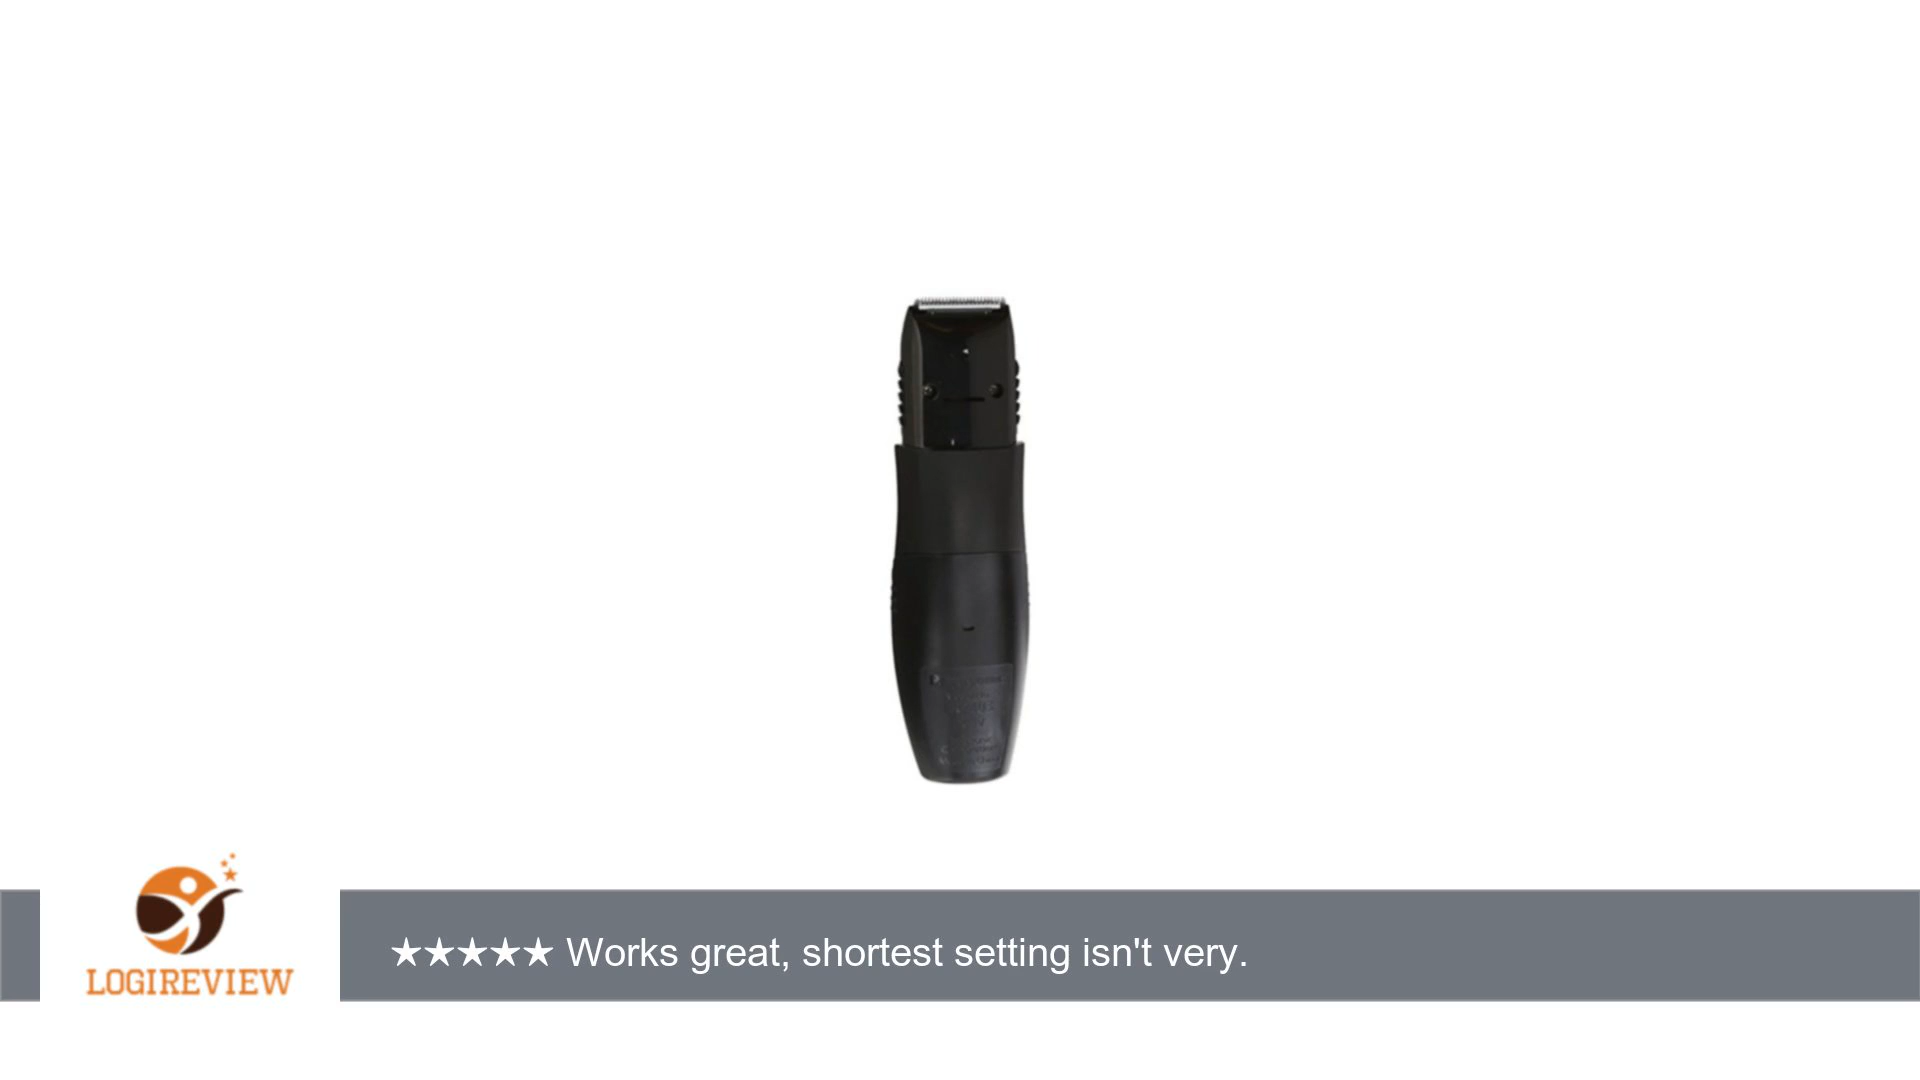 ★★★★★ Works great, shortest setting isn't very.
LOGIREVIEW